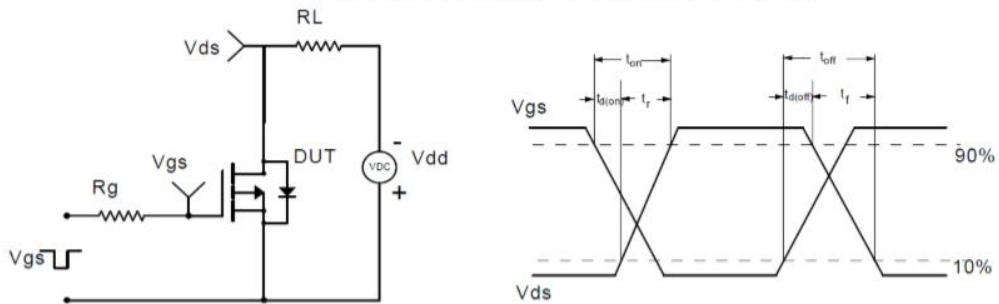 RL
Vds
ton
toff
td(on)
tr
td(off)
tf
Vgs
90%
10%
Vds
-
Vdd
+
VDC
DUT
Vgs
Rg
Vgs